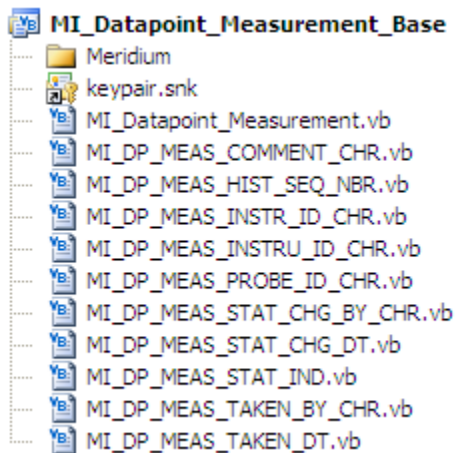 MI_Datapoint_Measurement_Base
Meridium
keypair.snk
MI_Datapoint_Measurement.vb
MI_DP_MEAS_COMMENT_CHR.vb
MI_DP_MEAS_HIST_SEQ_NBR.vb
MI_DP_MEAS_INSTR_ID_CHR.vb
MI_DP_MEAS_INSTRU_ID_CHR.vb
MI_DP_MEAS_PROBE_ID_CHR.vb
MI_DP_MEAS_STAT_CHG_BY_CHR.vb
MI_DP_MEAS_STAT_CHG_DT.vb
MI_DP_MEAS_STAT_IND.vb
MI_DP_MEAS_TAKEN_BY_CHR.vb
MI_DP_MEAS_TAKEN_DT.vb